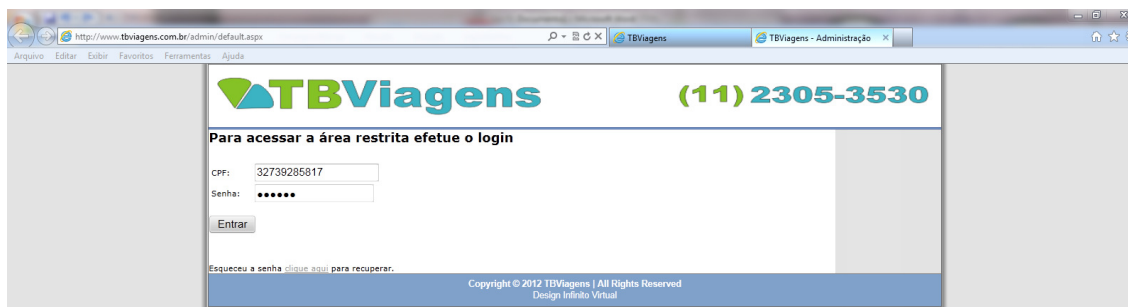 http://www.tbviagens.com.br/admin/default.aspx
TBViagens
TBViagens - Administração
Arquivo Editar Exibir Favoritos Ferramentas Ajuda
TBViagens (11) 2305-3530
Para acessar a área restrita efetue o login
CPF: 32739285817
Senha: ●●●●●●
Entrar
Esqueceu a senha clique aqui para recuperar.
Copyright © 2012 TBViagens | All Rights Reserved
Design Infinito Virtual